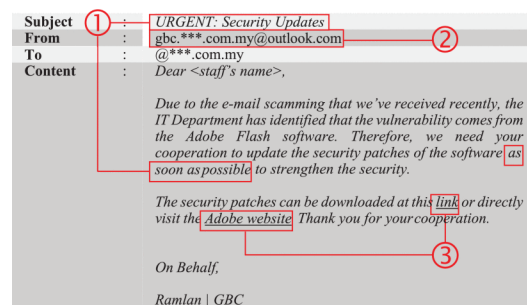 Subject : URGENT: Security Updates
From : gbc.***.com.my@outlook.com
To : @***.com.my
Content : Dear <staff's name>,
Due to the e-mail scamming that we've received recently, the
IT Department has identified that the vulnerability comes from
the Adobe Flash software. Therefore, we need your
cooperation to update the security patches of the software as
soon aspossible to strengthen the security.
The security patches can be downloaded at this link or directly
visit the Adobe website Thank you for yourcooperation.
On Behalf,
Ramlan | GBC
1
2
3